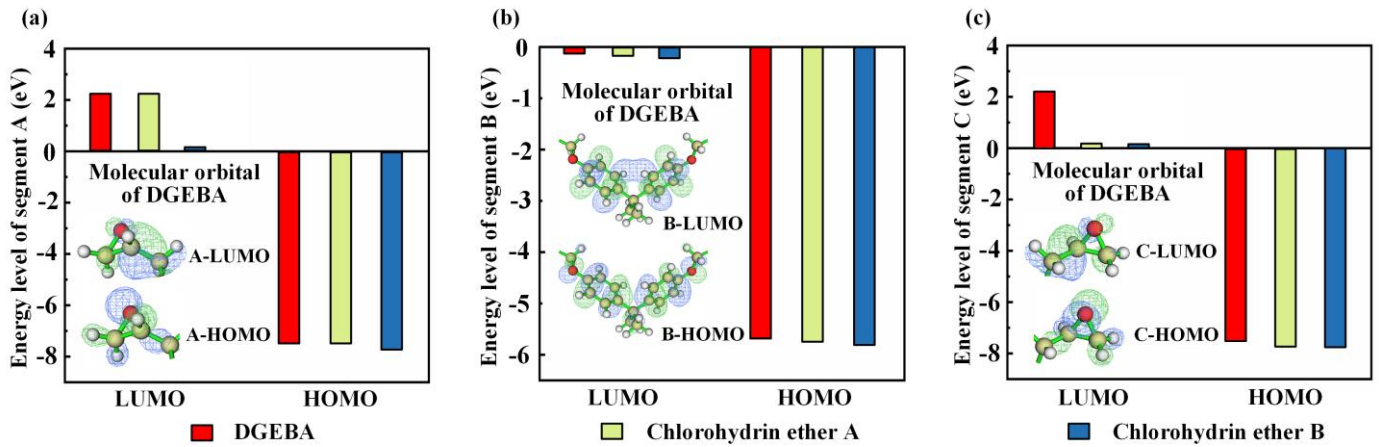 (a)
Energy level of segment A (eV)
4
2
0
-2
-4
-6
-8
Molecular orbital
of DGEBA
A-LUMO
A-HOMO
LUMO
HOMO
(b)
Energy level of segment B (eV)
0
-1
-2
-3
-4
-5
-6
Molecular orbital
of DGEBA
B-LUMO
B-HOMO
LUMO
HOMO
(c)
Energy level of segment C (eV)
4
2
0
-2
-4
-6
-8
Molecular orbital
of DGEBA
C-LUMO
C-HOMO
LUMO
HOMO
DGEBA
Chlorohydrin ether A
Chlorohydrin ether B